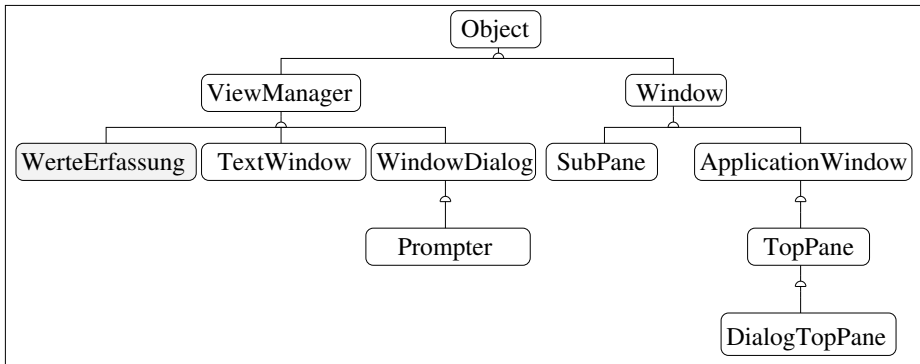 Object
ViewManager
Window
WerteErfassung
TextWindow
WindowDialog
SubPane
ApplicationWindow
Prompter
TopPane
DialogTopPane